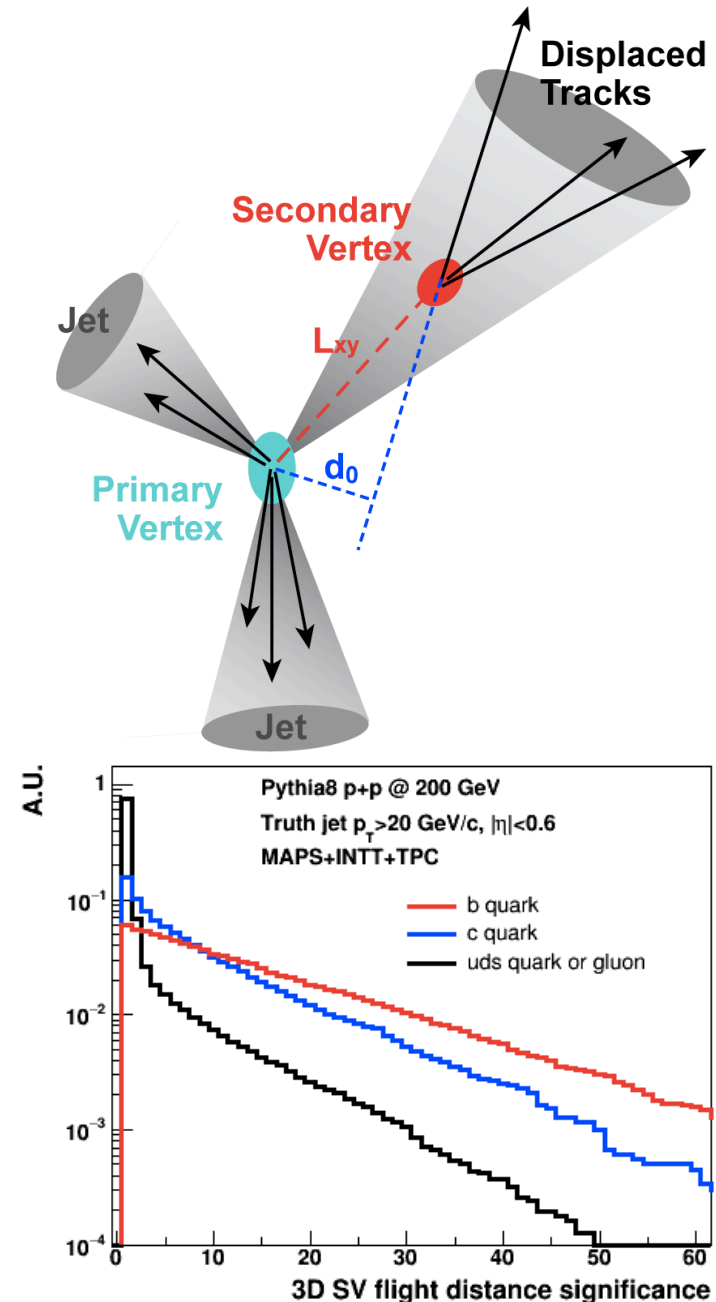 Displaced
Tracks
Secondary
Vertex
Jet
Lxy
d0
Primary
Vertex
Jet
A.U.
1
Pythia8 p+p @ 200 GeV
Truth jet pT>20 GeV/c, |η|<0.6
MAPS+INTT+TPC
10−1
b quark
c quark
uds quark or gluon
10−2
10−3
10−4
0 10 20 30 40 50 60
3D SV flight distance significance